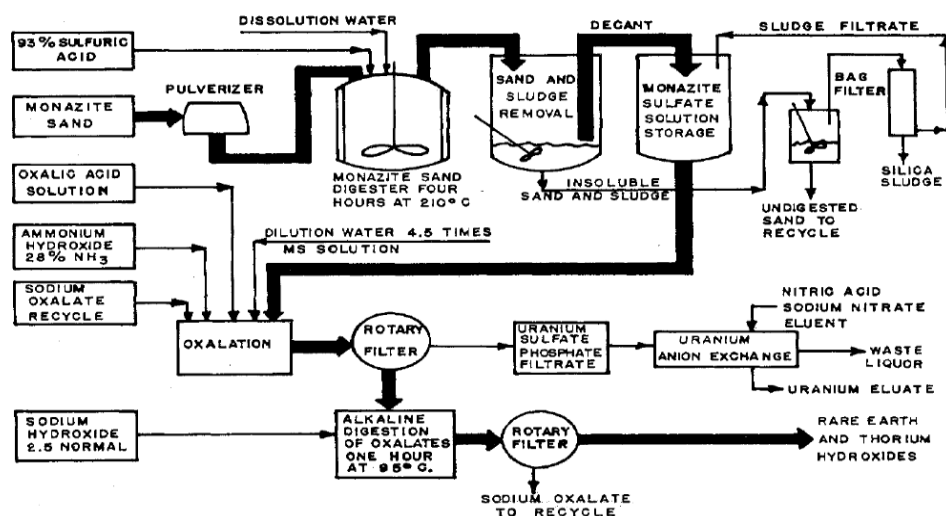 DISSOLUTION WATER
DECANT
SLUDGE FILTRATE
93% SULFURIC
ACID
PULVERIZER
MONAZITE
SAND
SAND AND
SLUDGE
REMOVAL
MONAZITE
SULFATE
SOLUTION
STORAGE
BAG
FILTER
OXALIC ACID
SOLUTION
MONAZITE SAND
DIGESTER FOUR
HOURS AT 210° C
INSOLUBLE
SAND AND SLUDGE
SILICA
SLUDGE
UNDIGESTED
SAND TO
RECYCLE
AMMONIUM
HYDROXIDE
28% NH3
DILUTION WATER 4.5 TIMES
MS SOLUTION
SODIUM
OXALATE
RECYCLE
OXALATION
ROTARY
FILTER
URANIUM
SULFATE
PHOSPHATE
FILTRATE
NITRIC ACID
SODIUM NITRATE
ELUENT
URANIUM
ANION EXCHANGE
WASTE
LIQUOR
URANIUM ELUATE
SODIUM
HYDROXIDE
2.5 NORMAL
ALKALINE
DIGESTION
OF OXALATES
ONE HOUR
AT 95° C.
ROTARY
FILTER
RARE EARTH
AND THORIUM
HYDROXIDES
SODIUM OXALATE
TO RECYCLE